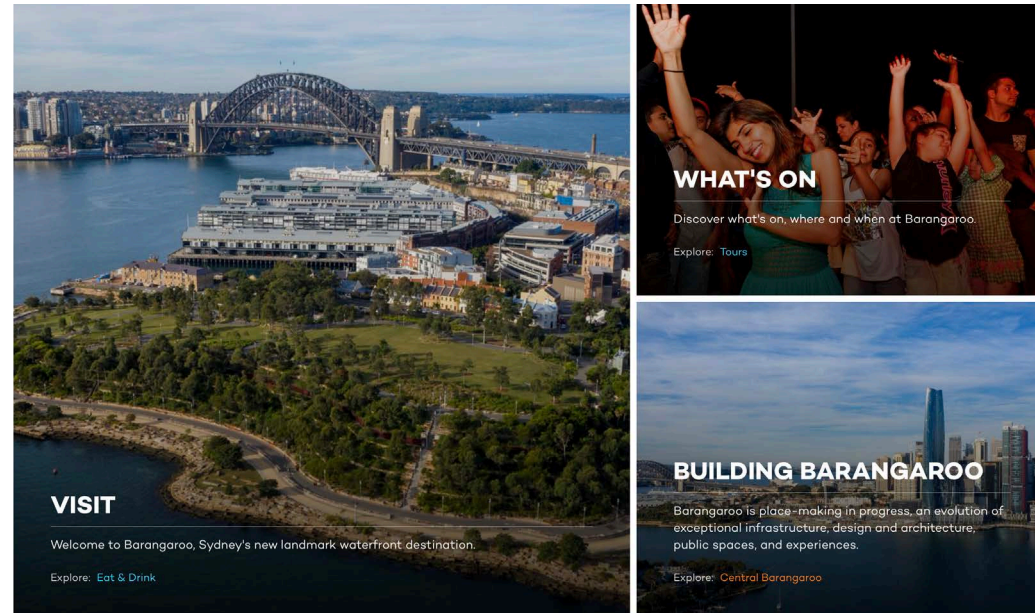 VISIT
Welcome to Barangaroo, Sydney's new landmark waterfront destination.
Explore: Eat & Drink
WHAT'S ON
Discover what's on, where and when at Barangaroo.
Explore: Tours
BUILDING BARANGAROO
Barangaroo is place-making in progress, an evolution of
exceptional infrastructure, design and architecture,
public spaces, and experiences.
Explore: Central Barangaroo